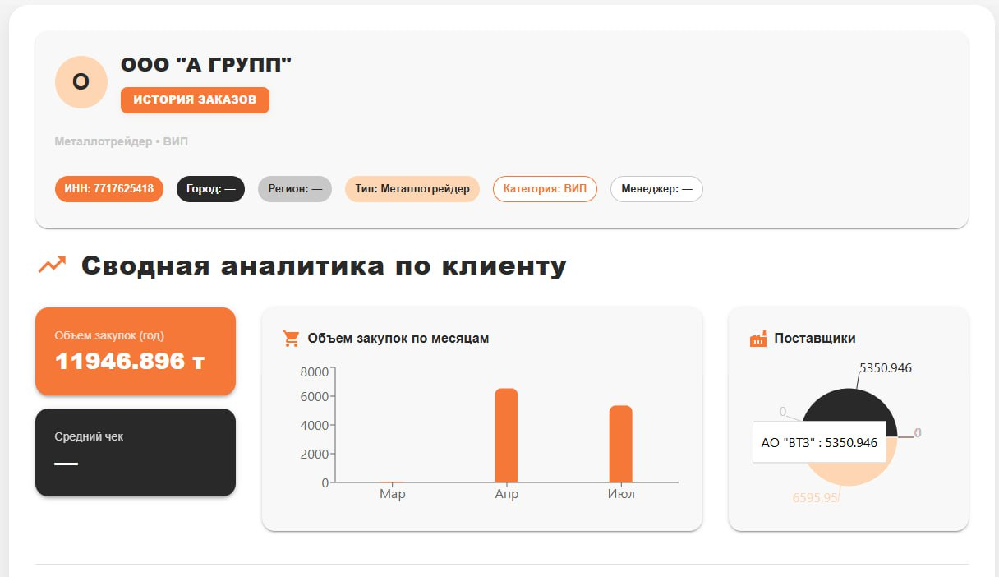 О
ООО "А ГРУПП"
ИСТОРИЯ ЗАКАЗОВ
Металлотрейдер • ВИП
ИНН: 7717625418
Город: —
Регион: —
Тип: Металлотрейдер
Категория: ВИП
Менеджер: —
Сводная аналитика по клиенту
Объем закупок (год)
11946.896 т
Средний чек
—
Объем закупок по месяцам
8000
6000
4000
2000
0
Мар
Апр
Июл
Поставщики
5350.946
0
0
АО "ВТЗ" : 5350.946
6595.95